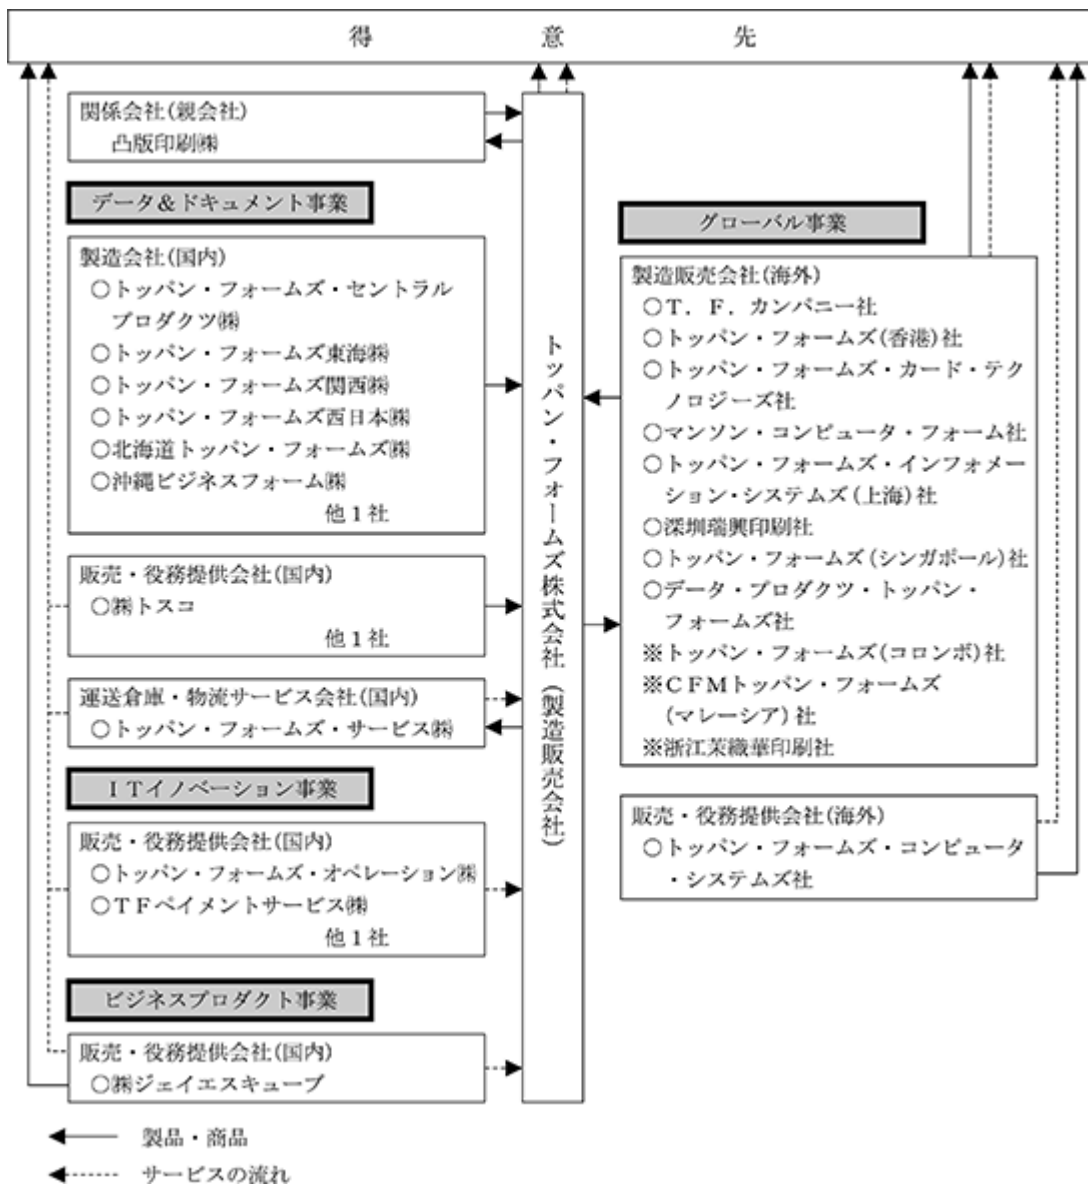 得意先
関係会社(親会社)
凸版印刷㈱
データ&ドキュメント事業
製造会社(国内)
○トッパン・フォームズ・セントラル
プロダクツ㈱
○トッパン・フォームズ東海㈱
○トッパン・フォームズ関西㈱
○トッパン・フォームズ西日本㈱
○北海道トッパン・フォームズ㈱
○沖縄ビジネスフォーム㈱
他1社
販売・役務提供会社(国内)
○㈱トスコ
他1社
運送倉庫・物流サービス会社(国内)
○トッパン・フォームズ・サービス㈱
ITイノベーション事業
販売・役務提供会社(国内)
○トッパン・フォームズ・オペレーション㈱
○TFペイメントサービス㈱
他1社
ビジネスプロダクト事業
販売・役務提供会社(国内)
○㈱ジェイエスキューブ
トッパン・フォームズ株式会社(製造販売会社)
グローバル事業
製造販売会社(海外)
○T.F.カンパニー社
○トッパン・フォームズ(香港)社
○トッパン・フォームズ・カード・テク
ノロジーズ社
○マンソン・コンピュータ・フォーム社
○トッパン・フォームズ・インフォメー
ション・システムズ(上海)社
○深圳瑞興印刷社
○トッパン・フォームズ(シンガポール)社
○データ・プロダクツ・トッパン・
フォームズ社
※トッパン・フォームズ(コロンボ)社
※CFMトッパン・フォームズ
(マレーシア)社
※浙江茉織華印刷社
販売・役務提供会社(海外)
○トッパン・フォームズ・コンピュータ
・システムズ社
製品・商品
サービスの流れ